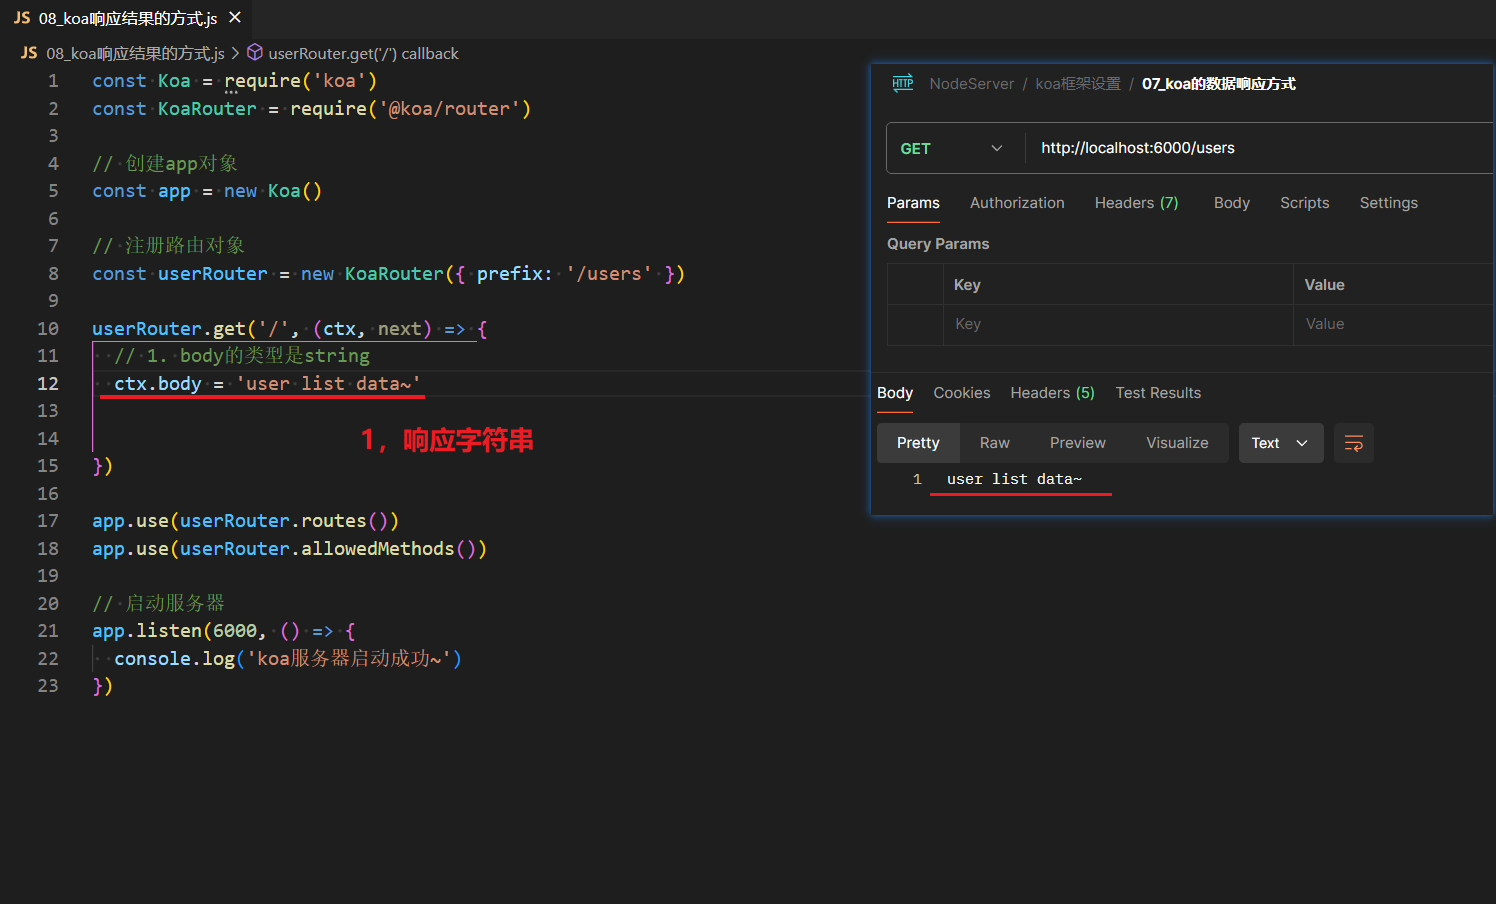 JS 08_koa响应结果的方式.js ✕
JS 08_koa响应结果的方式.js > userRouter.get('/') callback
1 const Koa = require('koa')
2 const KoaRouter = require('@koa/router')
3
4 // 创建app对象
5 const app = new Koa()
6
7 // 注册路由对象
8 const userRouter = new KoaRouter({ prefix: '/users' })
9
10 userRouter.get('/', (ctx, next) => {
11 // 1. body的类型是string
12 ctx.body = 'user list data~'
13
14
1，响应字符串
15 })
16
17 app.use(userRouter.routes())
18 app.use(userRouter.allowedMethods())
19
20 // 启动服务器
21 app.listen(6000, () => {
22 console.log('koa服务器启动成功~')
23 })
HTTP NodeServer / koa框架设置 / 07_koa的数据响应方式
GET http://localhost:6000/users
Params Authorization Headers (7) Body Scripts Settings
Query Params
Key Value
Key Value
Body Cookies Headers (5) Test Results
Pretty Raw Preview Visualize Text
1 user list data~